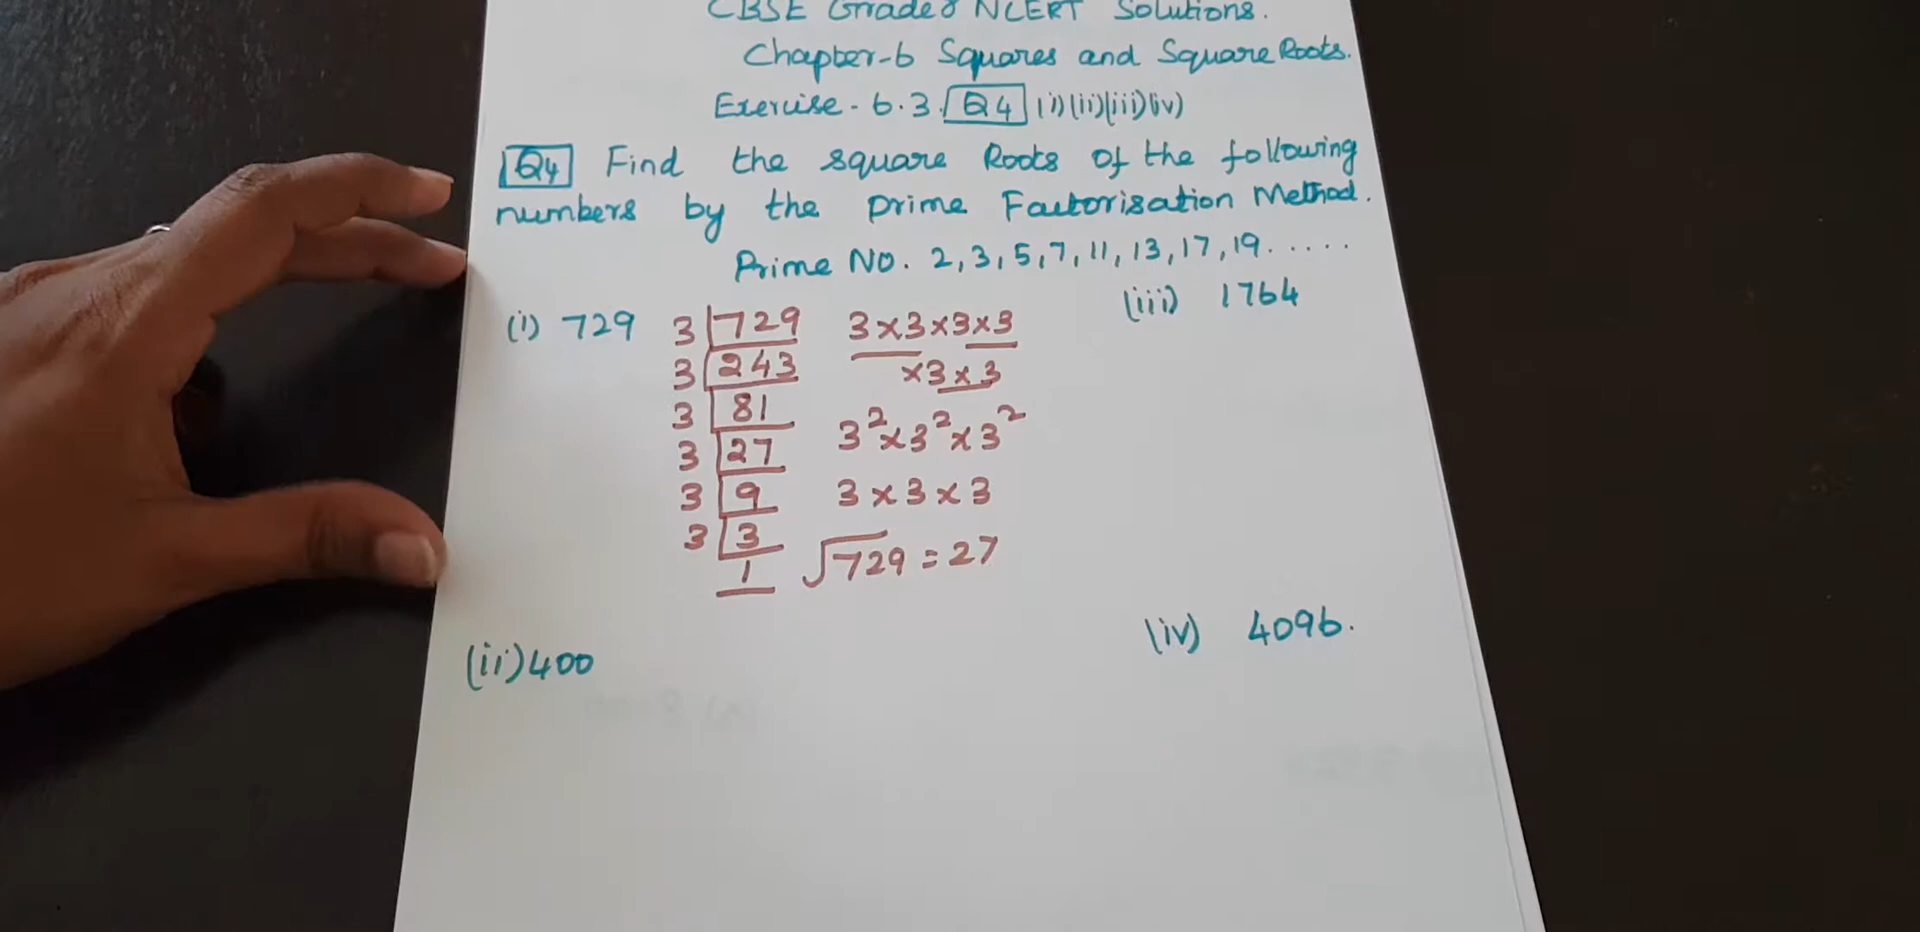 CBSE Grade 8 NCERT Solutions.
Chapter-6 Squares and Square Roots.
Exercise - 6.3. Q4 (i)(ii)(iii)(iv)
Q4 Find the square Roots of the following
numbers by the Prime Factorisation Method.
Prime No. 2, 3, 5, 7, 11, 13, 17, 19.....
(i) 729
3 729
3 243
3 81
3 27
3 9
3 3
1
3 × 3 × 3 × 3
× 3 × 3
3² × 3² × 3²
3 × 3 × 3
√729 = 27
(ii) 400
(iii) 1764
(iv) 4096.